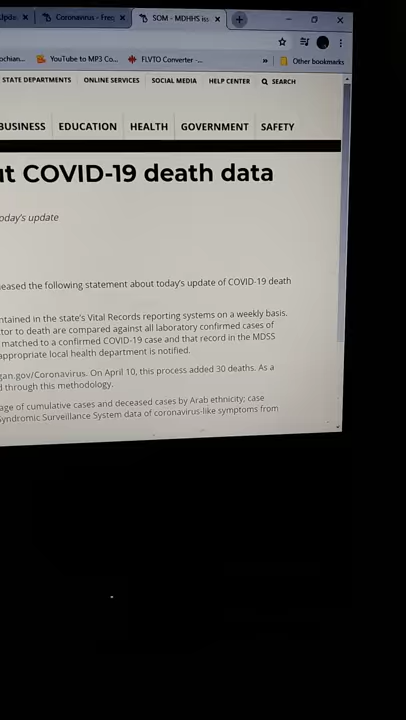 Coronavirus - Freq
SOM - MDHHS iss
YouTube to MP3 Co...
FLVTO Converter -...
»
Other bookmarks
STATE DEPARTMENTS ONLINE SERVICES SOCIAL MEDIA HELP CENTER SEARCH
BUSINESS EDUCATION HEALTH GOVERNMENT SAFETY
ut COVID-19 death data
oday's update
eased the following statement about today's update of COVID-19 death
ntained in the state's Vital Records reporting systems on a weekly basis.
tor to death are compared against all laboratory confirmed cases of
matched to a confirmed COVID-19 case and that record in the MDSS
appropriate local health department is notified.
gan.gov/Coronavirus. On April 10, this process added 30 deaths. As a
d through this methodology.
age of cumulative cases and deceased cases by Arab ethnicity; case
Syndromic Surveillance System data of coronavirus-like symptoms from